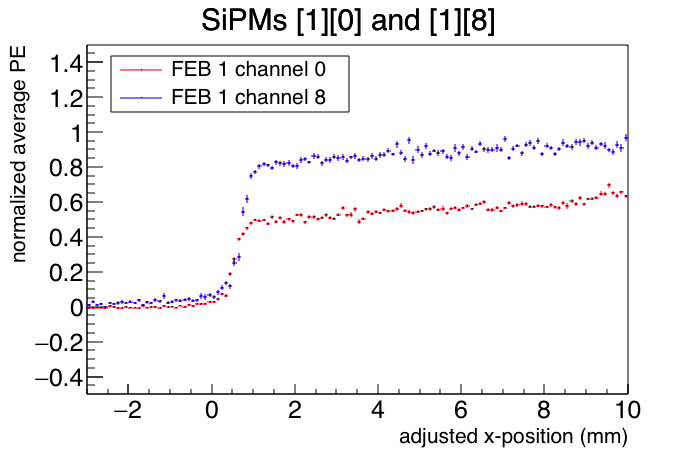 SiPMs [1][0] and [1][8]
normalized average PE
FEB 1 channel 0
FEB 1 channel 8
1.4
1.2
1
0.8
0.6
0.4
0.2
0
−0.2
−0.4
−2 0 2 4 6 8 10
adjusted x-position (mm)